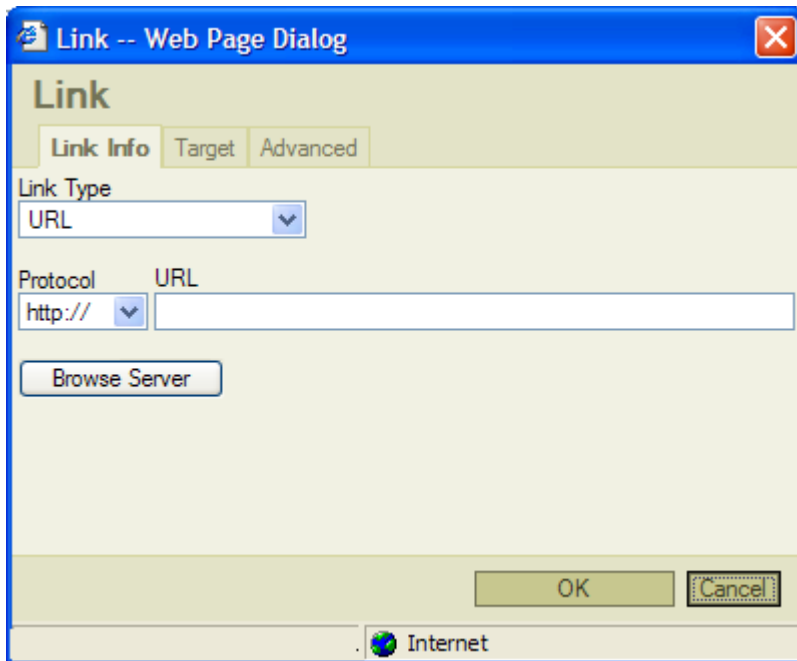 Link -- Web Page Dialog
Link
Link Info Target Advanced
Link Type
URL
Protocol URL
http://
Browse Server
OK Cancel
. Internet